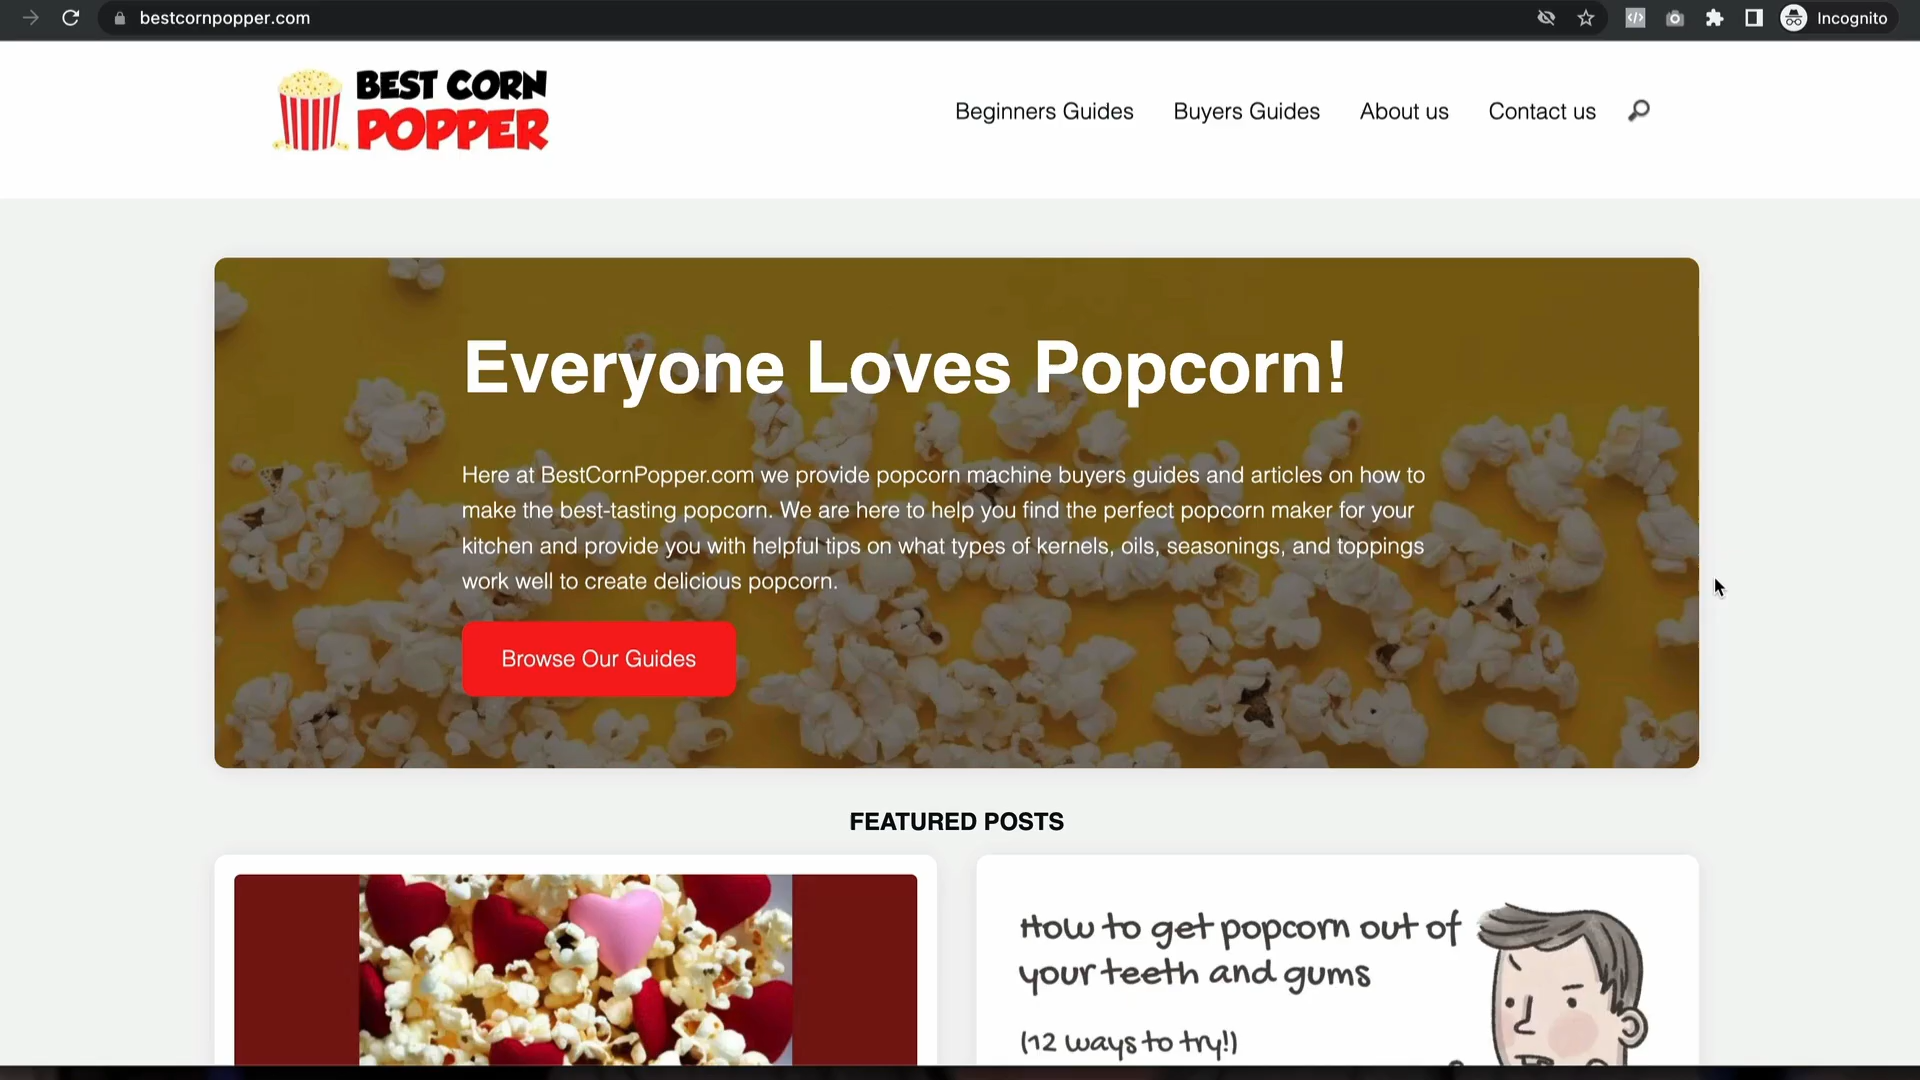 bestcornpopper.com
Incognito
BEST CORN
POPPER
Beginners Guides
Buyers Guides
About us
Contact us
Everyone Loves Popcorn!
Here at BestCornPopper.com we provide popcorn machine buyers guides and articles on how to
make the best-tasting popcorn. We are here to help you find the perfect popcorn maker for your
kitchen and provide you with helpful tips on what types of kernels, oils, seasonings, and toppings
work well to create delicious popcorn.
Browse Our Guides
FEATURED POSTS
How to get popcorn out of
your teeth and gums
(12 ways to try!)